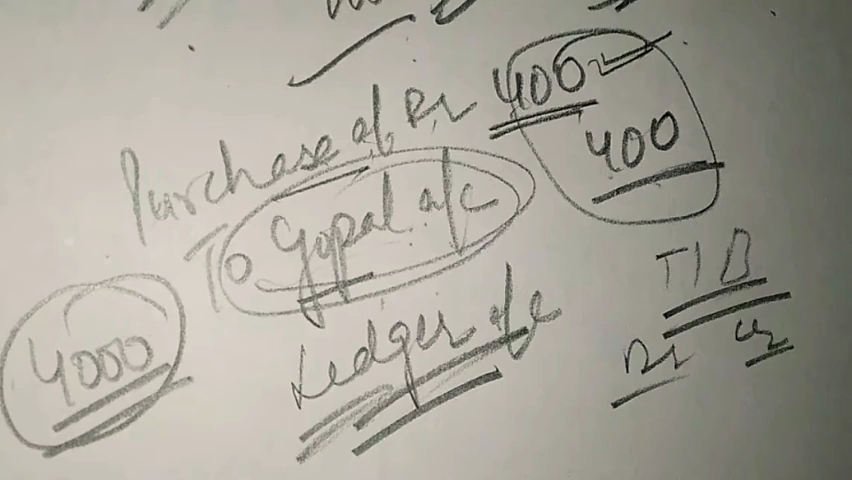 Purchase a/c Dr 400
To Gopal a/c 400
4000
Ledger a/c
T/B
Dr Cr